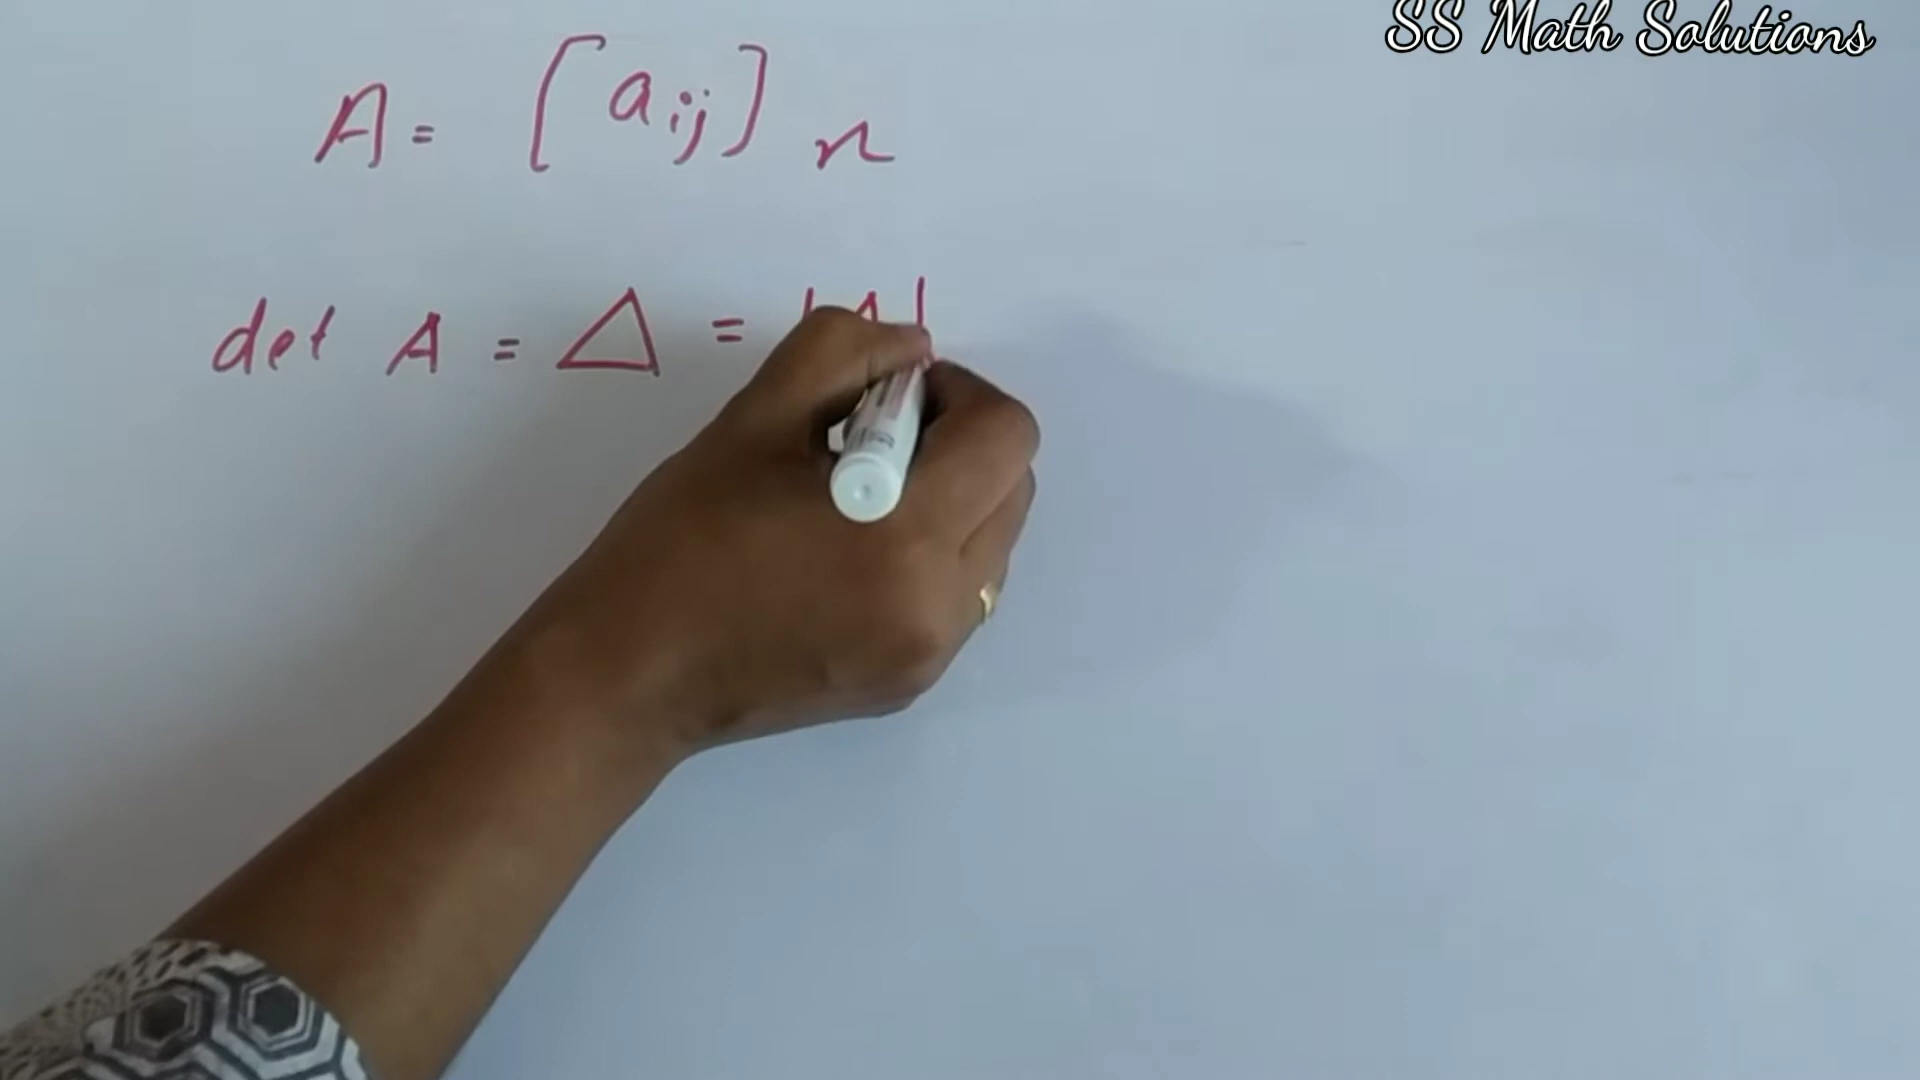 SS Math Solutions
A = [aij] n
det A = △ = |A|